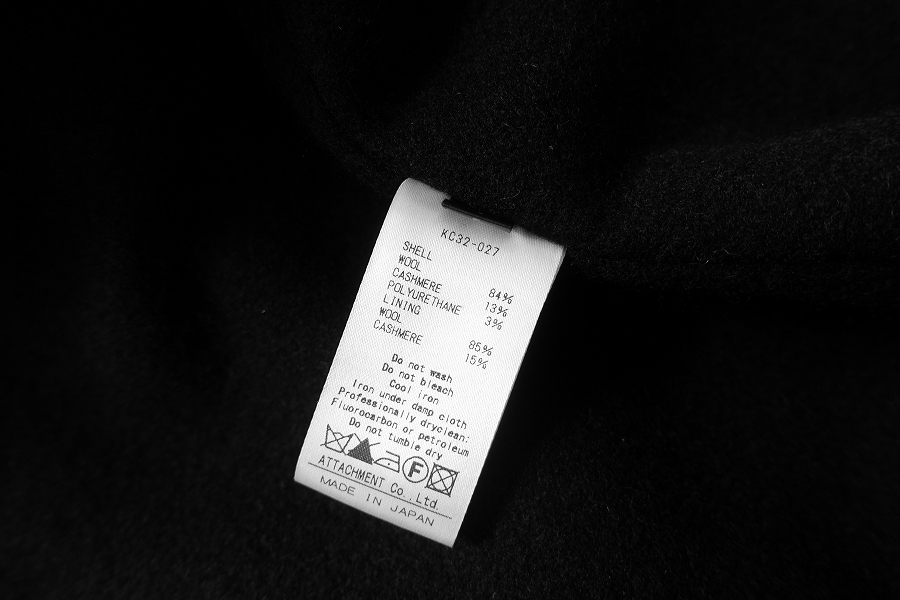 KC32-027
SHELL
WOOL 84%
CASHMERE 13%
POLYURETHANE 3%
LINING
WOOL 85%
CASHMERE 15%
Do not wash
Do not bleach
Cool iron
Iron under damp cloth
Professionally dryclean:
Fluorocarbon or petroleum
Do not tumble dry
F
ATTACHMENT Co.,Ltd.
MADE IN JAPAN